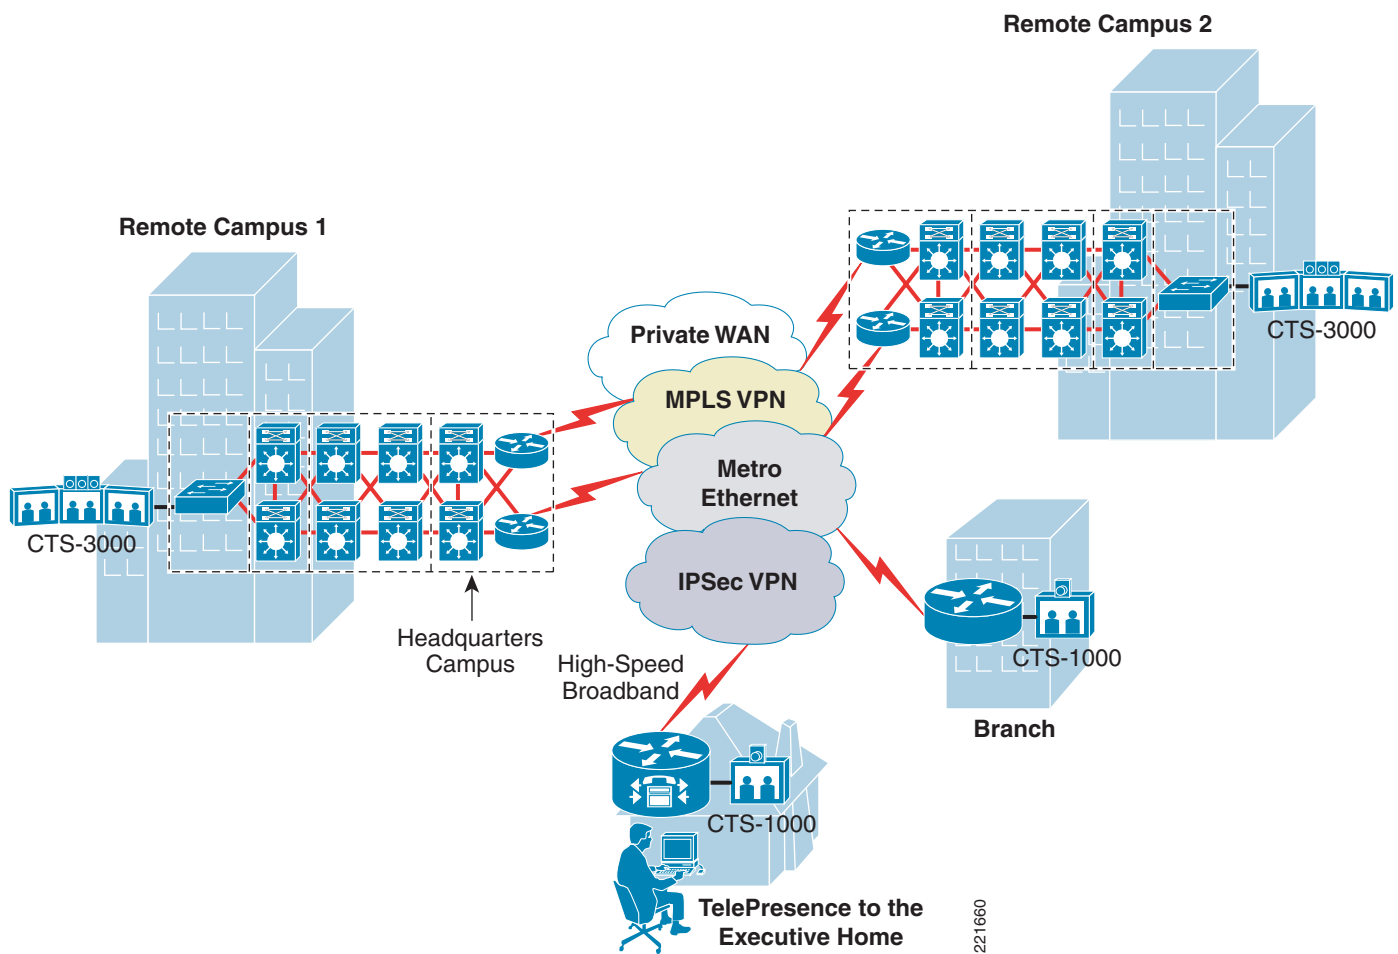 Remote Campus 2
Remote Campus 1
Private WAN
CTS-3000
MPLS VPN
Metro
Ethernet
CTS-3000
IPSec VPN
Headquarters
Campus
High-Speed
Broadband
CTS-1000
Branch
CTS-1000
TelePresence to the
Executive Home
221660